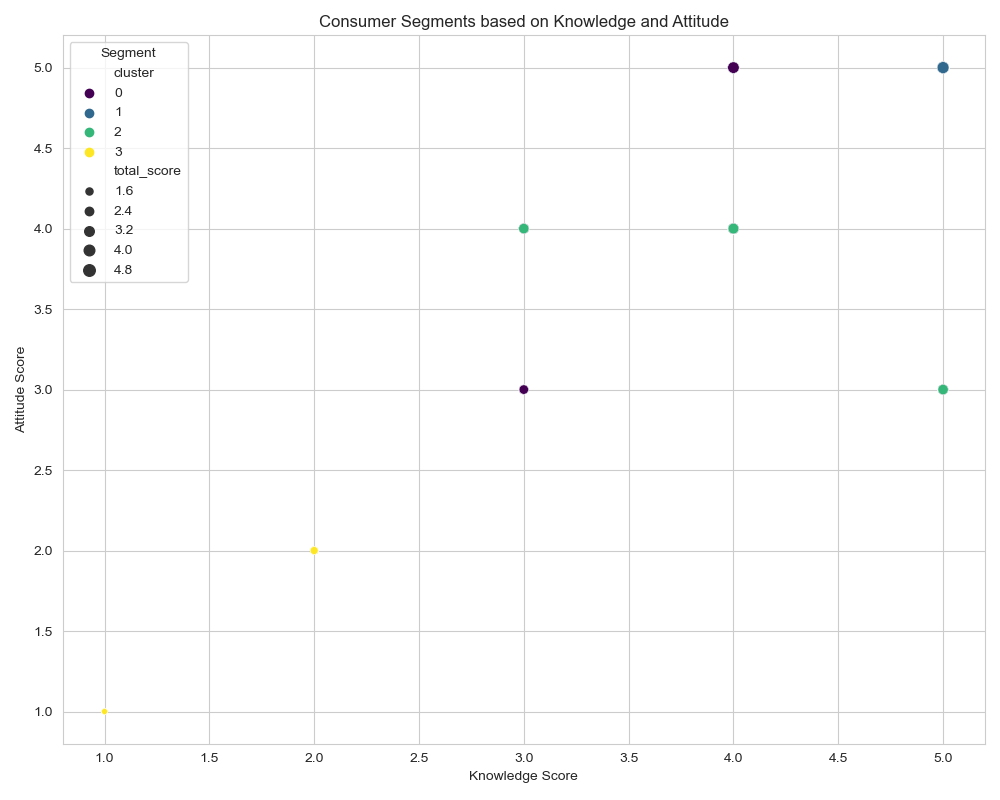 Consumer Segments based on Knowledge and Attitude
Segment
cluster
0
1
2
3
total_score
1.6
2.4
3.2
4.0
4.8
Attitude Score
5.0
4.5
4.0
3.5
3.0
2.5
2.0
1.5
1.0
1.0 1.5 2.0 2.5 3.0 3.5 4.0 4.5 5.0
Knowledge Score